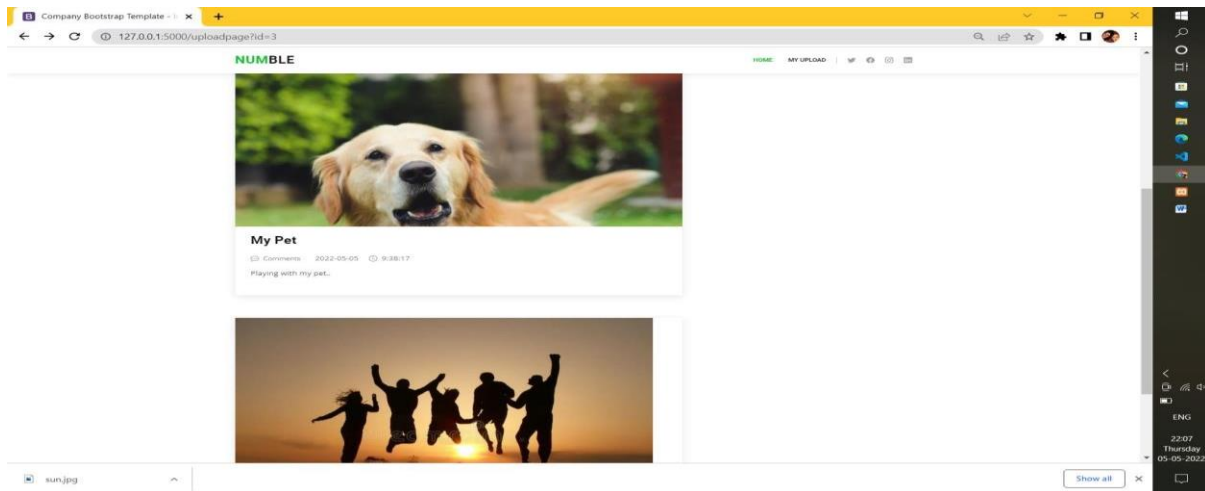 Company Bootstrap Template - I
127.0.0.1:5000/uploadpage?id=3
NUMBLE
HOME MY UPLOAD
My Pet
Comments 2022-05-05 9:38:17
Playing with my pet..
sun.jpg
Show all
ENG
22:07
Thursday
05-05-2022